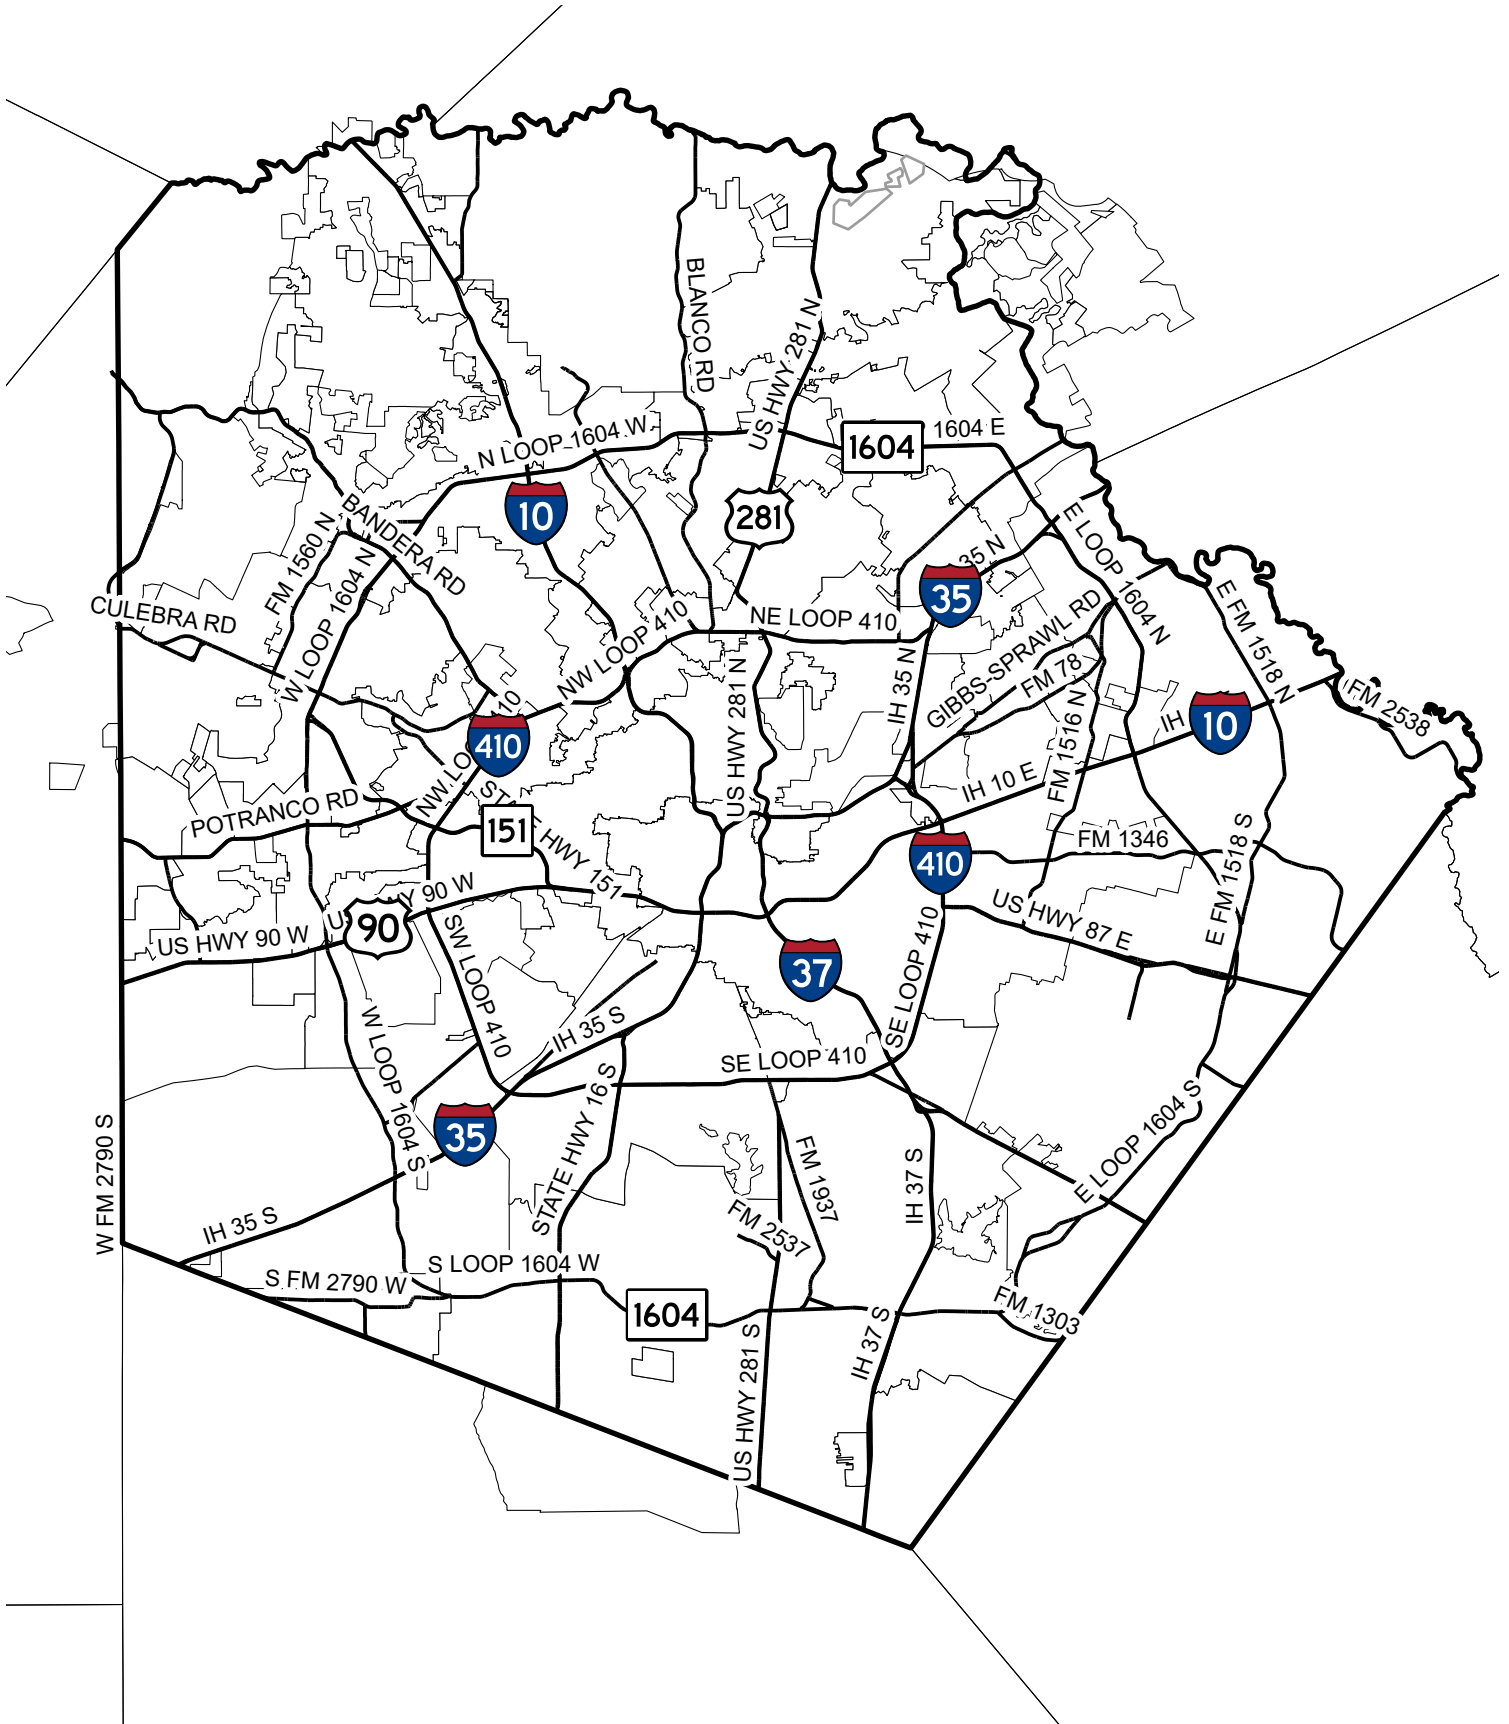 BLANCO RD
US HWY 281 N
N LOOP 1604 W
1604
1604 E
10
281
BANDERA RD
FM 1560 N
W LOOP 1604 N
CULEBRA RD
35 N
35
E LOOP 1604 N
E FM 1518 N
NW LOOP 410
NE LOOP 410
IH 35 N
GIBBS-SPRAWL RD
FM 78
FM 1516 N
US HWY 281 N
10
410
NW LO
IH
10
FM 2538
POTRANCO RD
151
STATE HWY 151
IH 10 E
410
FM 1346
E FM 1518 S
US HWY 90 W
U
Y 90 W
90
SW LOOP 410
37
SE LOOP 410
US HWY 87 E
W LOOP 1604 S
IH 35 S
SE LOOP 410
35
STATE HWY 16 S
W FM 2790 S
IH 35 S
FM 1937
FM 2537
IH 37 S
E LOOP 1604 S
S FM 2790 W
S LOOP 1604 W
1604
US HWY 281 S
IH 37 S
FM 1303